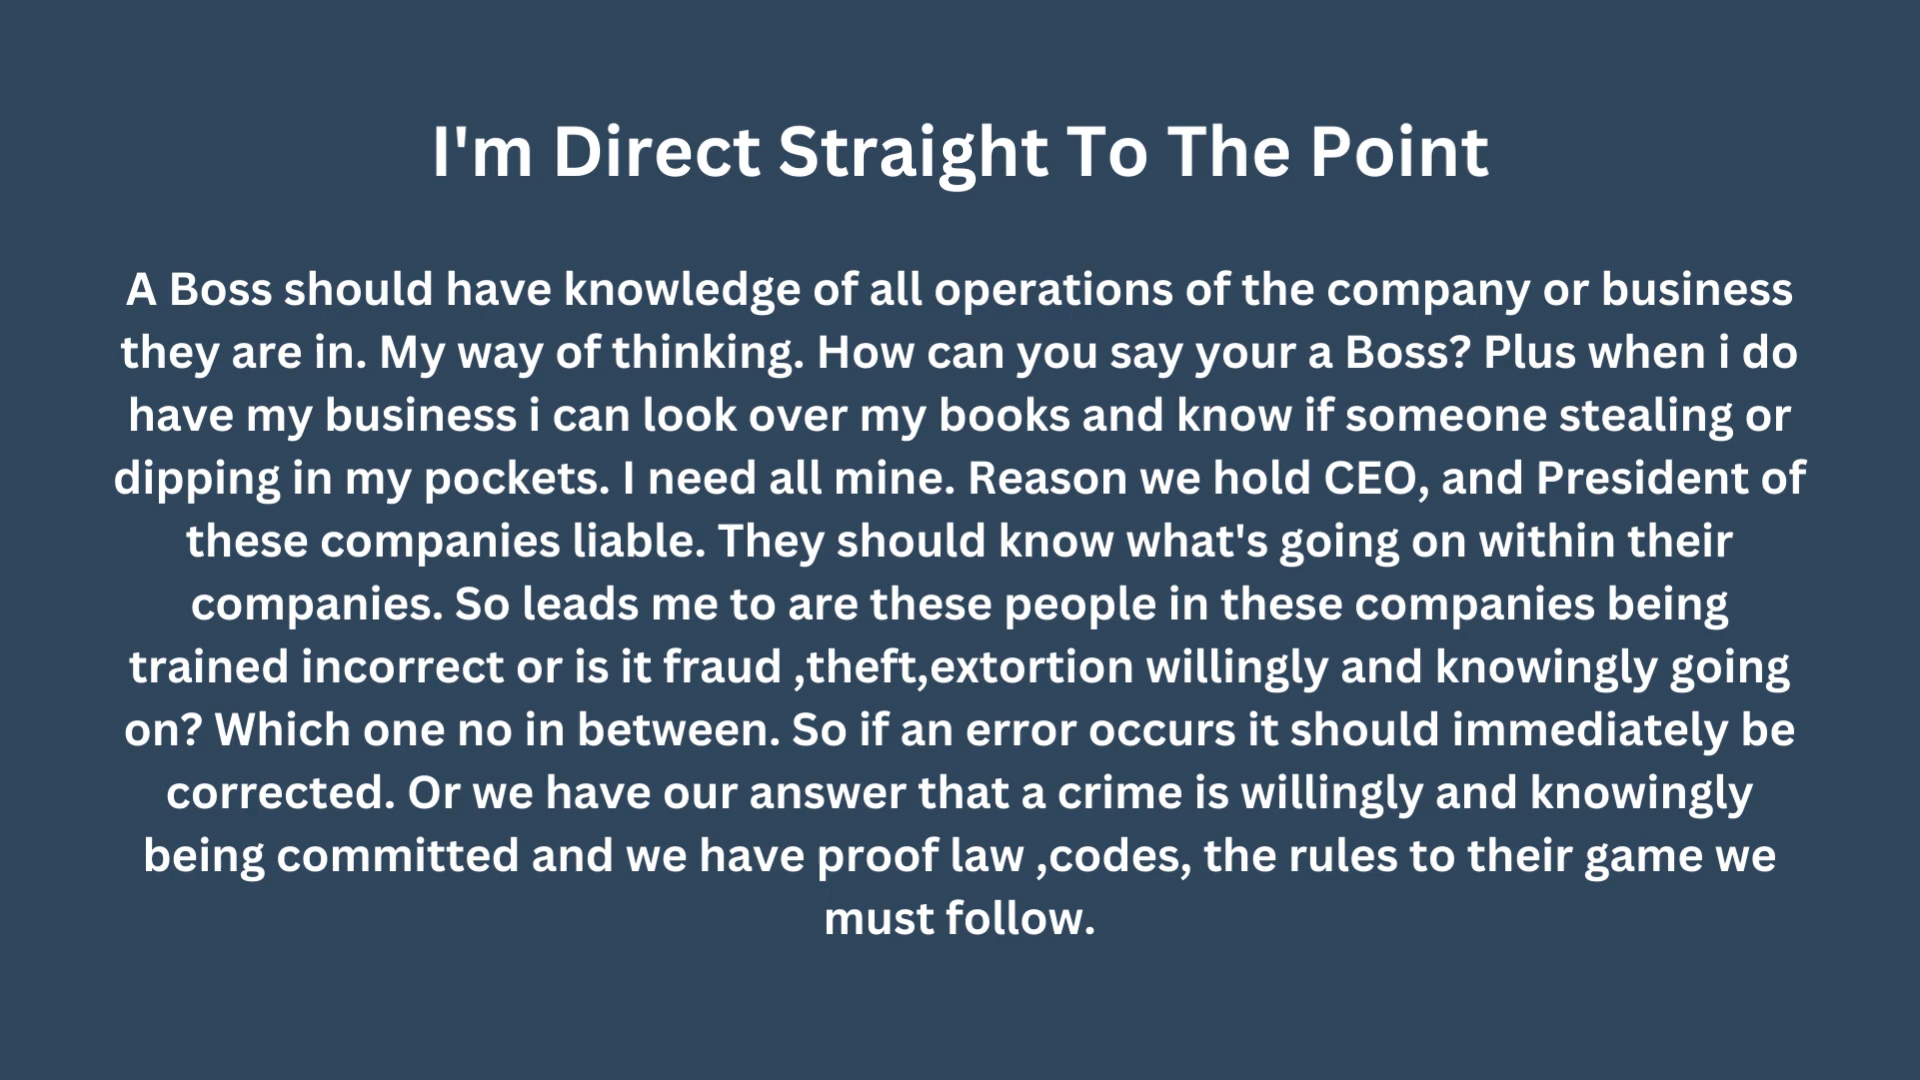 I'm Direct Straight To The Point
A Boss should have knowledge of all operations of the company or business
they are in. My way of thinking. How can you say your a Boss? Plus when i do
have my business i can look over my books and know if someone stealing or
dipping in my pockets. I need all mine. Reason we hold CEO, and President of
these companies liable. They should know what's going on within their
companies. So leads me to are these people in these companies being
trained incorrect or is it fraud ,theft,extortion willingly and knowingly going
on? Which one no in between. So if an error occurs it should immediately be
corrected. Or we have our answer that a crime is willingly and knowingly
being committed and we have proof law ,codes, the rules to their game we
must follow.